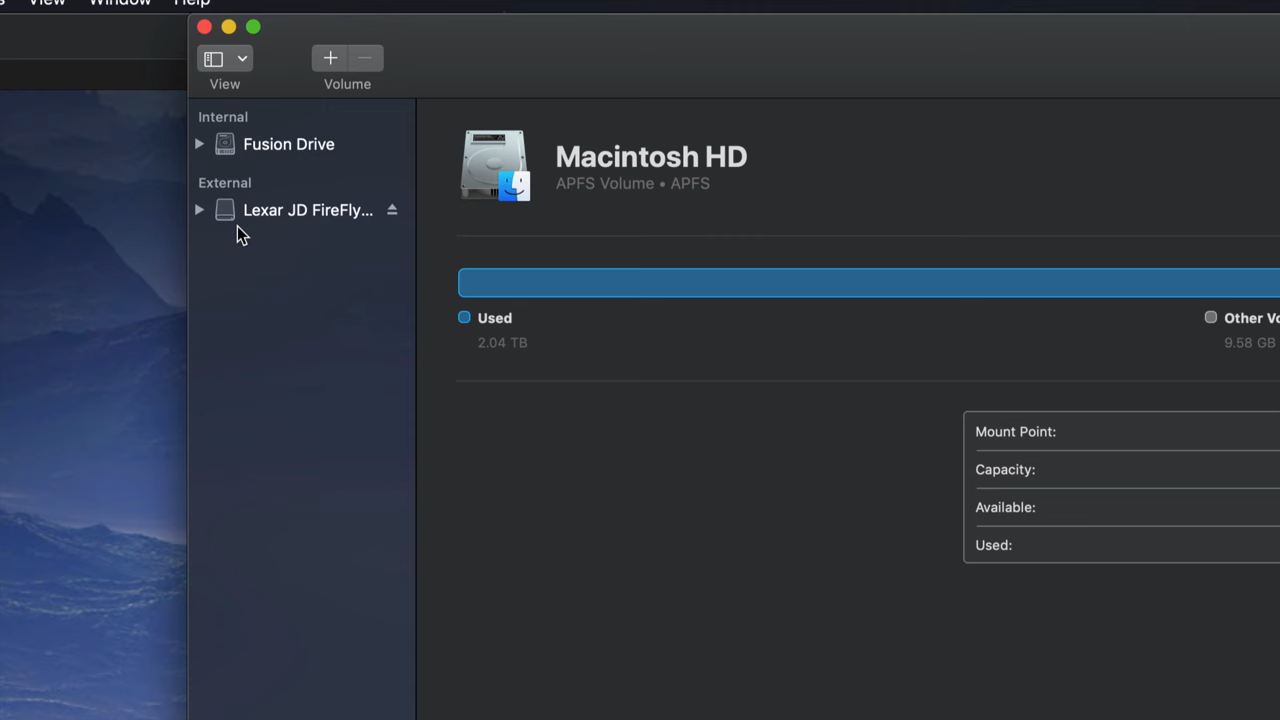 View Window Help
View
Volume
Internal
Fusion Drive
External
Lexar JD FireFly...
Macintosh HD
APFS Volume • APFS
Used
2.04 TB
Other Vo
9.58 GB
Mount Point:
Capacity:
Available:
Used: